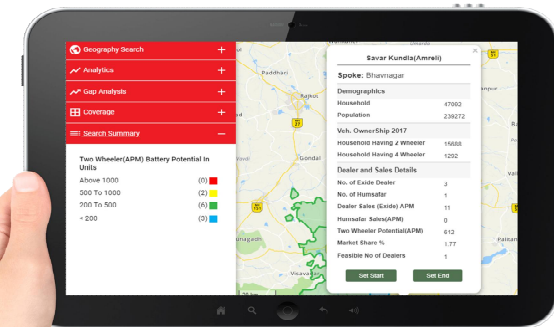 Geography Search +
Analytics +
Gap Analysis +
Coverage +
Search Summary −
Two Wheeler(APM) Battery Potential In
Units
Above 1000 (0)
500 To 1000 (2)
200 To 500 (6)
< 200 (3)
Paddhari
Rajkot
Gondal
Visavadar
Savar Kundla(Amreli)
Spoke: Bhavnagar
Demographics
Household 47002
Population 239272
Veh. OwnerShip 2017
Household Having 2 Wheeler 15688
Household Having 4 Wheeler 1292
Dealer and Sales Details
No. of Exide Dealer 3
No. of Humsafar 1
Dealer Sales (Exide) APM 11
Humsafar Sales(APM) 0
Two Wheeler Potential(APM) 612
Market Share % 1.77
Feasible No of Dealers 1
Set Start Set End